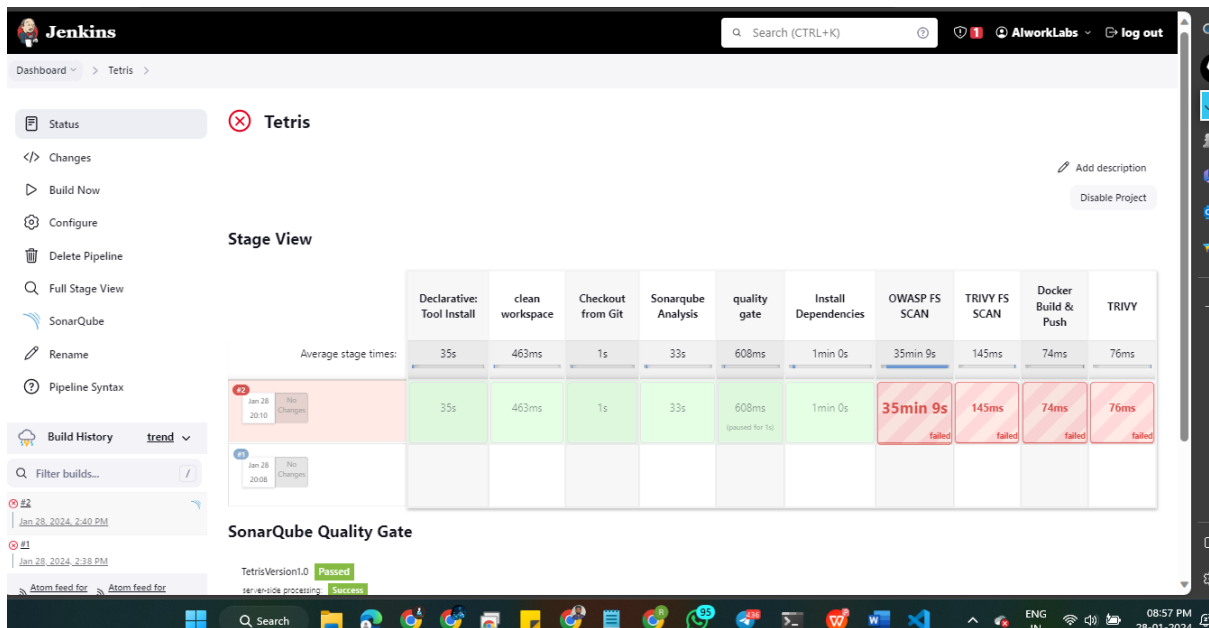 Jenkins
Search (CTRL+K)
1
AlworkLabs
log out
Dashboard
Tetris
Status
Changes
Build Now
Configure
Delete Pipeline
Full Stage View
SonarQube
Rename
Pipeline Syntax
Build History trend
Filter builds... /
#2
Jan 28, 2024, 2:40 PM
#1
Jan 28, 2024, 2:38 PM
Atom feed for Atom feed for
Tetris
Add description
Disable Project
Stage View
Declarative: Tool Install
clean workspace
Checkout from Git
Sonarqube Analysis
quality gate
Install Dependencies
OWASP FS SCAN
TRIVY FS SCAN
Docker Build & Push
TRIVY
Average stage times: 35s 463ms 1s 33s 608ms 1min 0s 35min 9s 145ms 74ms 76ms
#2
Jan 28 20:10 No Changes
35s 463ms 1s 33s 608ms 1min 0s 35min 9s 145ms 74ms 76ms
(paused for 1s) failed failed failed failed
#1
Jan 28 20:08 No Changes
SonarQube Quality Gate
TetrisVersion1.0 Passed
server-side processing: Success
Search
95
436
ENG
IN
08:57 PM
28-01-2024